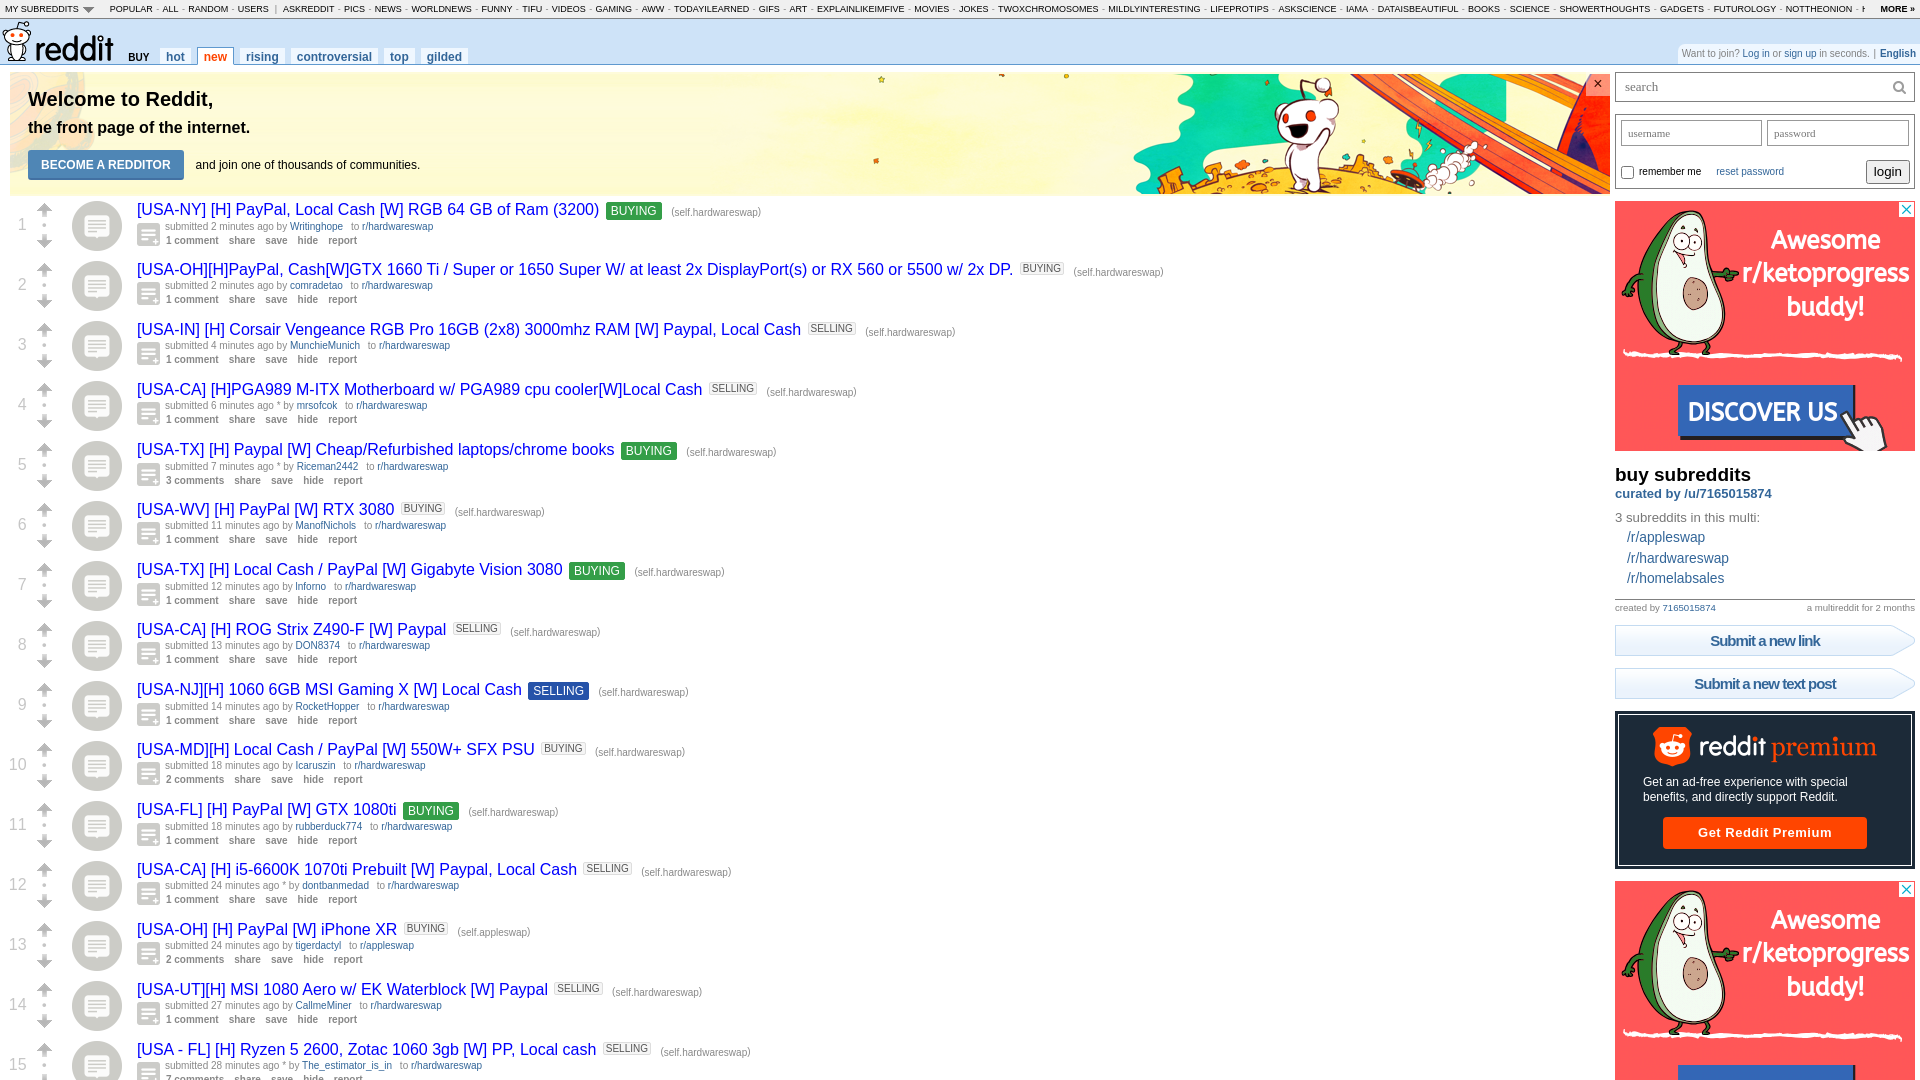 MY SUBREDDITS POPULAR - ALL - RANDOM - USERS | ASKREDDIT - PICS - NEWS - WORLDNEWS - FUNNY - TIFU - VIDEOS - GAMING - AWW - TODAYILEARNED - GIFS - ART - EXPLAINLIKEIMFIVE - MOVIES - JOKES - TWOXCHROMOSOMES - MILDLYINTERESTING - LIFEPROTIPS - ASKSCIENCE - IAMA - DATAISBEAUTIFUL - BOOKS - SCIENCE - SHOWERTHOUGHTS - GADGETS - FUTUROLOGY - NOTTHEONION - MORE »
reddit BUY hot new rising controversial top gilded
Want to join? Log in or sign up in seconds. | English
Welcome to Reddit,
the front page of the internet.
BECOME A REDDITOR and join one of thousands of communities.
×
1
[USA-NY] [H] PayPal, Local Cash [W] RGB 64 GB of Ram (3200) BUYING (self.hardwareswap)
submitted 2 minutes ago by Writinghope to r/hardwareswap
1 comment share save hide report
2
[USA-OH][H]PayPal, Cash[W]GTX 1660 Ti / Super or 1650 Super W/ at least 2x DisplayPort(s) or RX 560 or 5500 w/ 2x DP. BUYING (self.hardwareswap)
submitted 2 minutes ago by comradetao to r/hardwareswap
1 comment share save hide report
3
[USA-IN] [H] Corsair Vengeance RGB Pro 16GB (2x8) 3000mhz RAM [W] Paypal, Local Cash SELLING (self.hardwareswap)
submitted 4 minutes ago by MunchieMunich to r/hardwareswap
1 comment share save hide report
4
[USA-CA] [H]PGA989 M-ITX Motherboard w/ PGA989 cpu cooler[W]Local Cash SELLING (self.hardwareswap)
submitted 6 minutes ago * by mrsofcok to r/hardwareswap
1 comment share save hide report
5
[USA-TX] [H] Paypal [W] Cheap/Refurbished laptops/chrome books BUYING (self.hardwareswap)
submitted 7 minutes ago * by Riceman2442 to r/hardwareswap
3 comments share save hide report
6
[USA-WV] [H] PayPal [W] RTX 3080 BUYING (self.hardwareswap)
submitted 11 minutes ago by ManofNichols to r/hardwareswap
1 comment share save hide report
7
[USA-TX] [H] Local Cash / PayPal [W] Gigabyte Vision 3080 BUYING (self.hardwareswap)
submitted 12 minutes ago by Inforno to r/hardwareswap
1 comment share save hide report
8
[USA-CA] [H] ROG Strix Z490-F [W] Paypal SELLING (self.hardwareswap)
submitted 13 minutes ago by DON8374 to r/hardwareswap
1 comment share save hide report
9
[USA-NJ][H] 1060 6GB MSI Gaming X [W] Local Cash SELLING (self.hardwareswap)
submitted 14 minutes ago by RocketHopper to r/hardwareswap
1 comment share save hide report
10
[USA-MD][H] Local Cash / PayPal [W] 550W+ SFX PSU BUYING (self.hardwareswap)
submitted 18 minutes ago by Icaruszin to r/hardwareswap
2 comments share save hide report
11
[USA-FL] [H] PayPal [W] GTX 1080ti BUYING (self.hardwareswap)
submitted 18 minutes ago by rubberduck774 to r/hardwareswap
1 comment share save hide report
12
[USA-CA] [H] i5-6600K 1070ti Prebuilt [W] Paypal, Local Cash SELLING (self.hardwareswap)
submitted 24 minutes ago * by dontbanmedad to r/hardwareswap
1 comment share save hide report
13
[USA-OH] [H] PayPal [W] iPhone XR BUYING (self.appleswap)
submitted 24 minutes ago by tigerdactyl to r/appleswap
2 comments share save hide report
14
[USA-UT][H] MSI 1080 Aero w/ EK Waterblock [W] Paypal SELLING (self.hardwareswap)
submitted 27 minutes ago by CallmeMiner to r/hardwareswap
1 comment share save hide report
15
[USA - FL] [H] Ryzen 5 2600, Zotac 1060 3gb [W] PP, Local cash SELLING (self.hardwareswap)
submitted 28 minutes ago * by The_estimator_is_in to r/hardwareswap
7 comments share save hide report
search
username password
remember me reset password login
Awesome
r/ketoprogress
buddy!
DISCOVER US
buy subreddits
curated by /u/7165015874
3 subreddits in this multi:
/r/appleswap
/r/hardwareswap
/r/homelabsales
created by 7165015874 a multireddit for 2 months
Submit a new link
Submit a new text post
reddit premium
Get an ad-free experience with special
benefits, and directly support Reddit.
Get Reddit Premium
Awesome
r/ketoprogress
buddy!